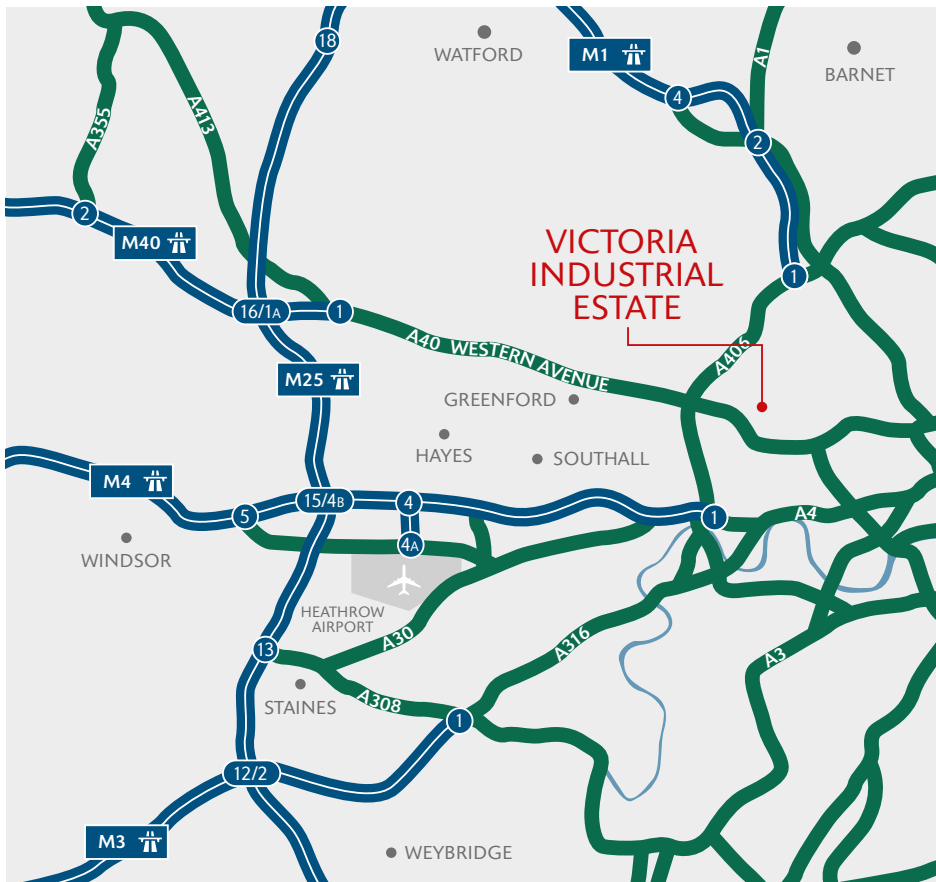 18
WATFORD
M1
A1
BARNET
4
A355
A413
2
2
M40
VICTORIA
INDUSTRIAL
ESTATE
1
16/1A
1
A40 WESTERN AVENUE
A406
M25
GREENFORD
HAYES
SOUTHALL
M4
15/4B
4
5
1
A4
WINDSOR
4A
HEATHROW
AIRPORT
A30
A316
13
A3
STAINES
A308
1
12/2
M3
WEYBRIDGE